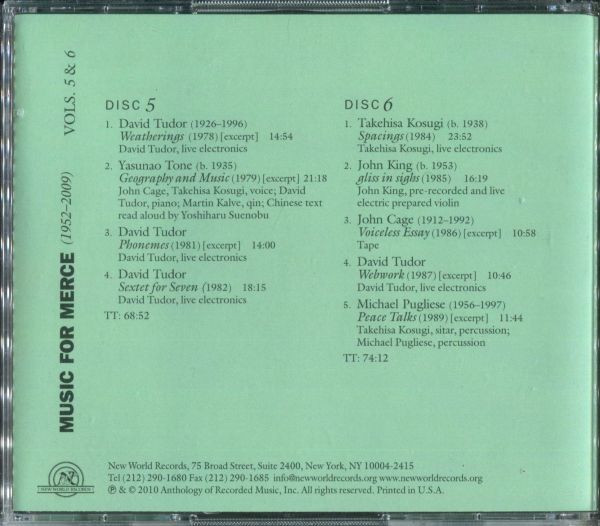 MUSIC FOR MERCE (1952–2009) VOLS. 5 & 6
DISC 5
1. David Tudor (1926–1996)
Weatherings (1978) [excerpt] 14:54
David Tudor, live electronics
2. Yasunao Tone (b. 1935)
Geography and Music (1979) [excerpt] 21:18
John Cage, Takehisa Kosugi, voice; David
Tudor, piano; Martin Kalve, qin; Chinese text
read aloud by Yoshiharu Suenobu
3. David Tudor
Phonemes (1981) [excerpt] 14:00
David Tudor, live electronics
4. David Tudor
Sextet for Seven (1982) 18:15
David Tudor, live electronics
TT: 68:52
DISC 6
1. Takehisa Kosugi (b. 1938)
Spacings (1984) 23:52
Takehisa Kosugi, live electronics
2. John King (b. 1953)
gliss in sighs (1985) 16:19
John King, pre-recorded and live
electric prepared violin
3. John Cage (1912–1992)
Voiceless Essay (1986) [excerpt] 10:58
Tape
4. David Tudor
Webwork (1987) [excerpt] 10:46
David Tudor, live electronics
5. Michael Pugliese (1956–1997)
Peace Talks (1989) [excerpt] 11:44
Takehisa Kosugi, sitar, percussion;
Michael Pugliese, percussion
TT: 74:12
NEW WORLD RECORDS
New World Records, 75 Broad Street, Suite 2400, New York, NY 10004-2415
Tel (212) 290-1680 Fax (212) 290-1685 info@newworldrecords.org www.newworldrecords.org
℗ & © 2010 Anthology of Recorded Music, Inc. All rights reserved. Printed in U.S.A.